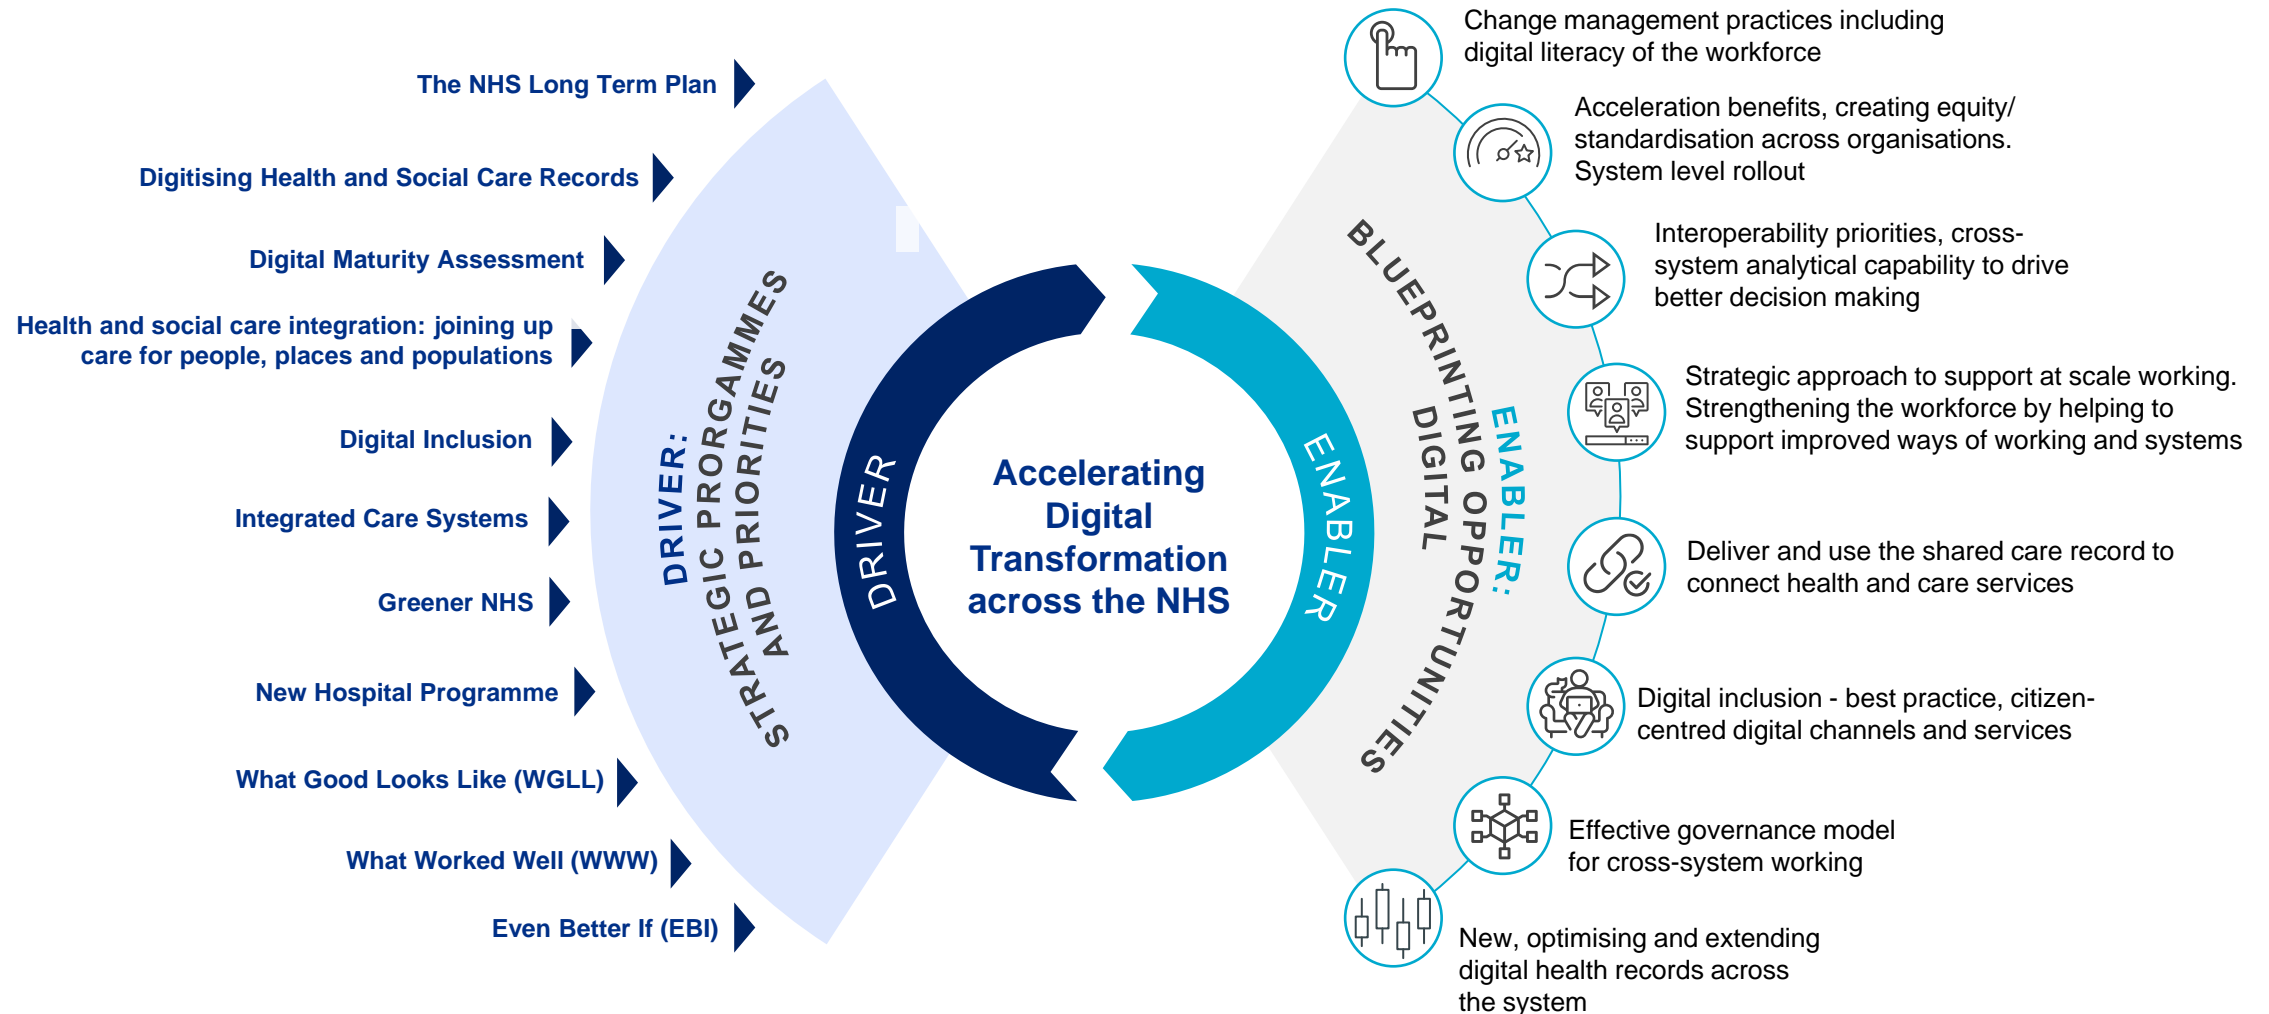 The NHS Long Term Plan
Digitising Health and Social Care Records
Digital Maturity Assessment
Health and social care integration: joining up
care for people, places and populations
Digital Inclusion
Integrated Care Systems
Greener NHS
New Hospital Programme
What Good Looks Like (WGLL)
What Worked Well (WWW)
Even Better If (EBI)
DRIVER:
STRATEGIC PRORGAMMES
AND PRIORITIES
DRIVER
Accelerating
Digital
Transformation
across the NHS
ENABLER
ENABLER:
BLUEPRINTING OPPORTUNITIES
DIGITAL
Change management practices including
digital literacy of the workforce
Acceleration benefits, creating equity/
standardisation across organisations.
System level rollout
Interoperability priorities, cross-
system analytical capability to drive
better decision making
Strategic approach to support at scale working.
Strengthening the workforce by helping to
support improved ways of working and systems
Deliver and use the shared care record to
connect health and care services
Digital inclusion - best practice, citizen-
centred digital channels and services
Effective governance model
for cross-system working
New, optimising and extending
digital health records across
the system